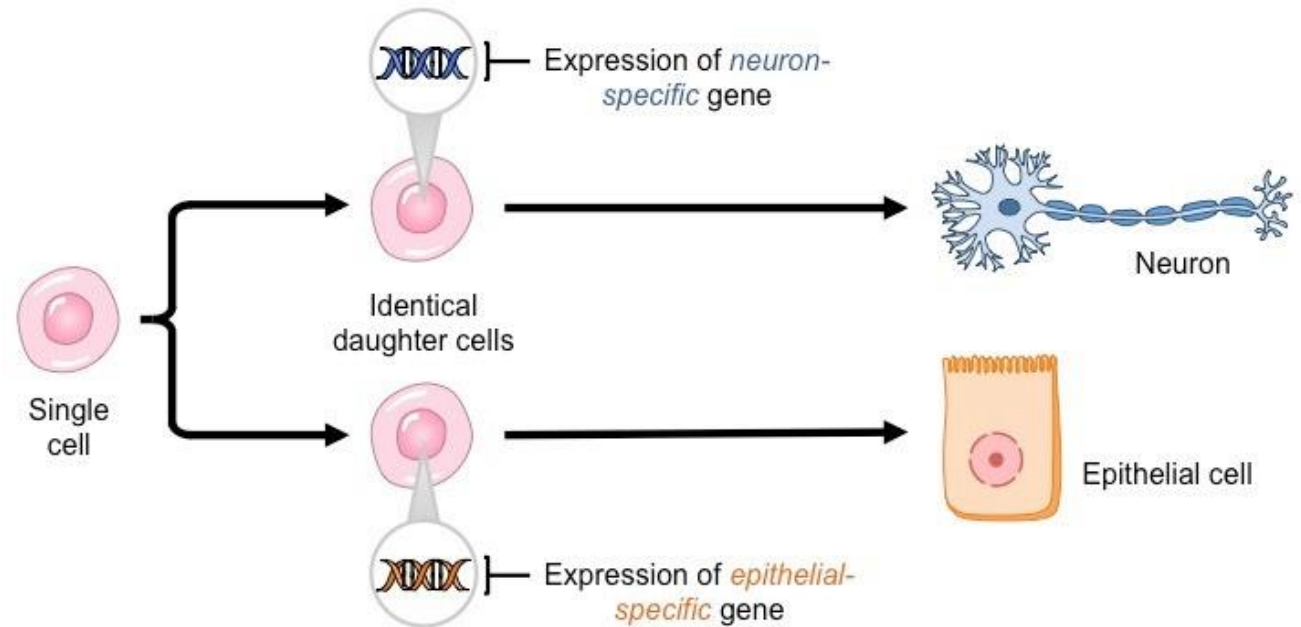 Expression of neuron-
specific gene
Identical
daughter cells
Neuron
Single
cell
Epithelial cell
Expression of epithelial-
specific gene